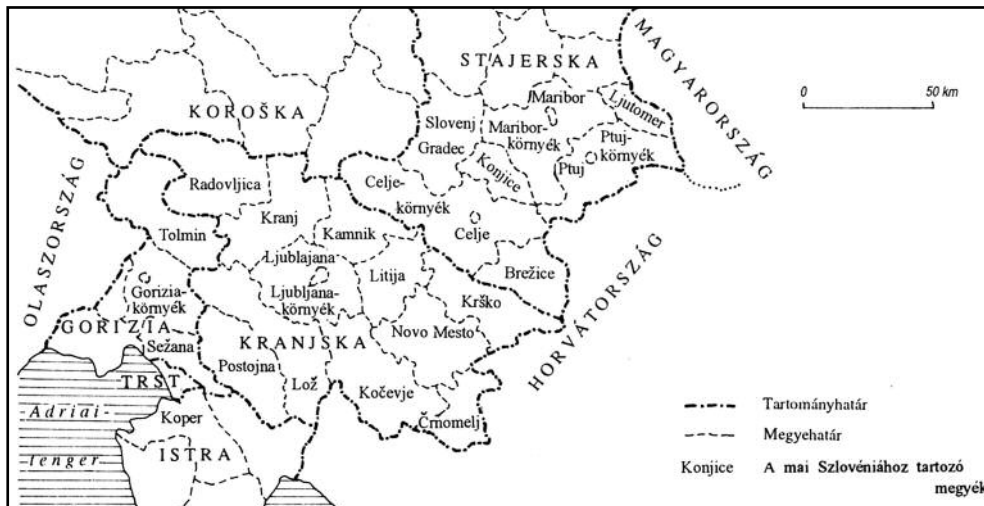 STAJERSKA
MAGYARORSZÁG
0 50 km
KOROŠKA
Maribor
Ljutomer
Slovenj
Gradec
Maribor-
környék
Ptuj-
környék
Ptuj
Konjice
OLASZORSZÁG
Radovljica
Celje-
környék
Kranj
Kamnik
Celje
Tolmin
Ljublajana
Litija
Brežice
HORVÁTORSZÁG
Gorizia-
környék
Ljubljana-
környék
Krško
GORIZIA
Novo Mesto
Sežana
KRANJSKA
Postojna
Lož
TRST
Kočevje
Adriai-
tenger
Koper
Črnomelj
ISTRA
Tartományhatár
Megyehatár
Konjice A mai Szlovéniához tartozó
megyék